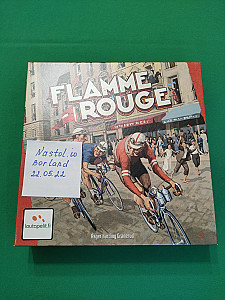 FLAMME
ROUGE
Nastol.io
Borland
22.05.22
lautapelit.fi